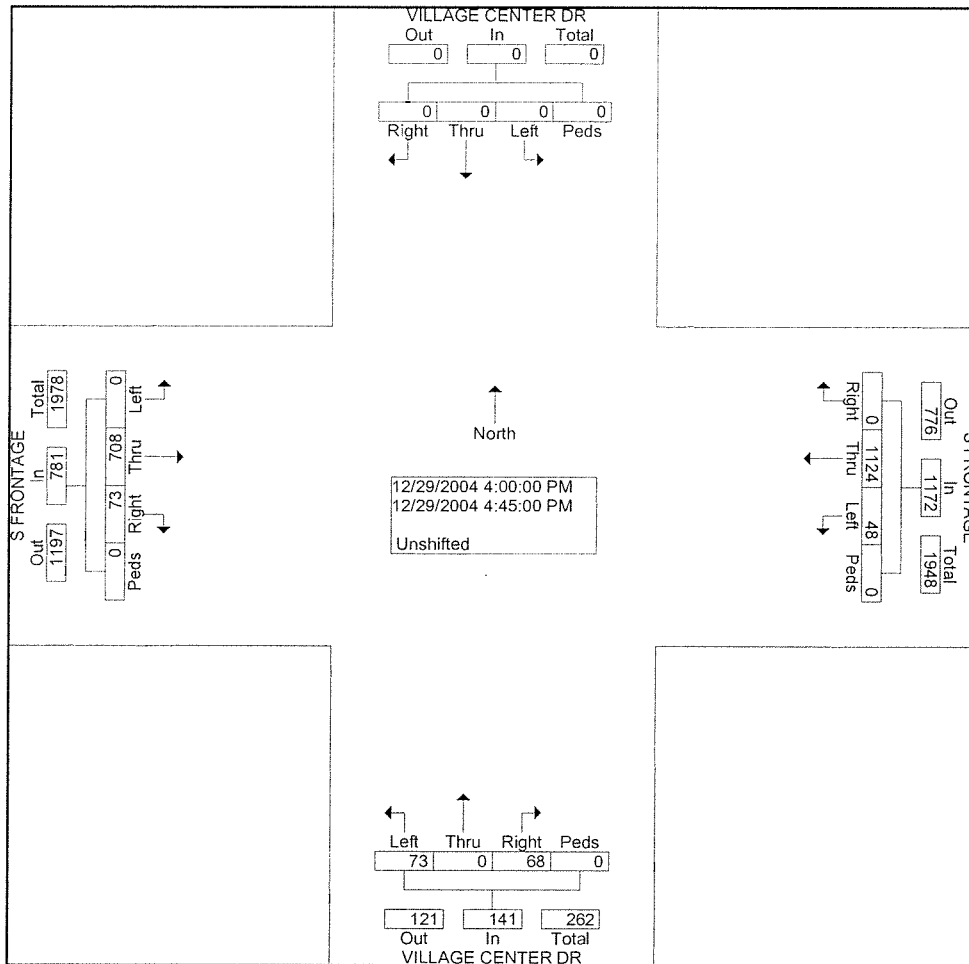 VILLAGE CENTER DR
Out In Total
0 0 0
0 0 0 0
Right Thru Left Peds
S FRONTAGE
Total In Out
1978 781 1197
0 708 73 0
Left Thru Right Peds
North
12/29/2004 4:00:00 PM
12/29/2004 4:45:00 PM
Unshifted
Right Thru Left Peds
0 1124 48 0
776 1172 1948
Out In Total
S FRONTAGE
Left Thru Right Peds
73 0 68 0
121 141 262
Out In Total
VILLAGE CENTER DR